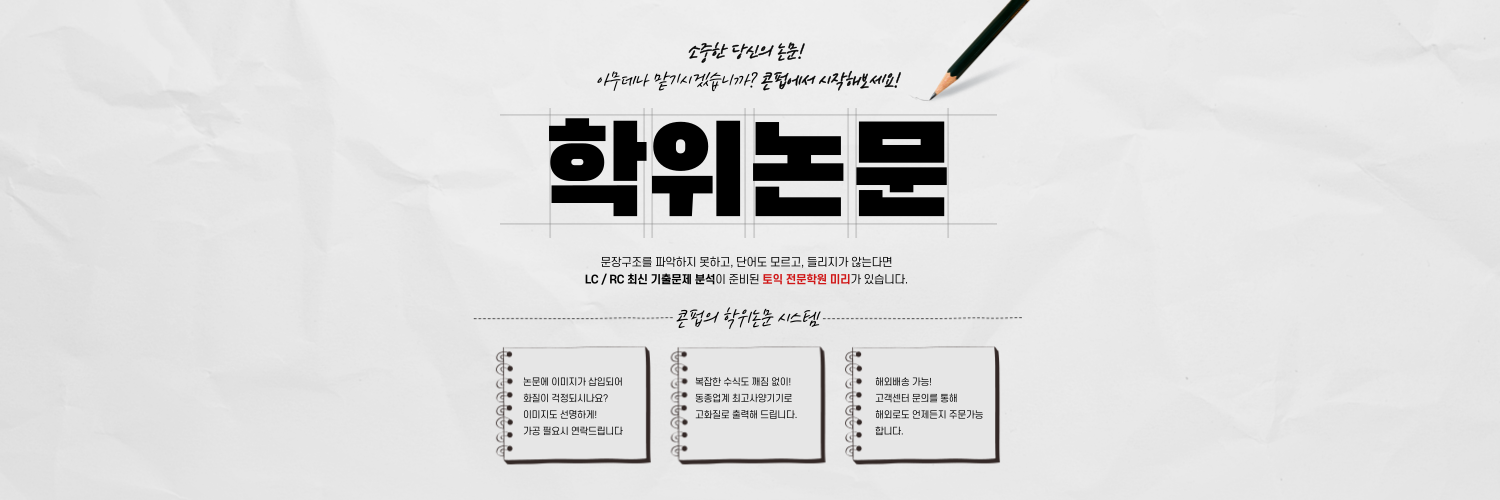 소중한 당신의 논문!
아무데나 맡기시겠습니까? 콘펍에서 시작해보세요!
학위논문
문장구조를 파악하지 못하고, 단어도 모르고, 들리지가 않는다면
LC / RC 최신 기출문제 분석이 준비된 토익 전문학원 미리가 있습니다.
콘펍의 학위논문 시스템
논문에 이미지가 삽입되어
화질이 걱정되시나요?
이미지도 선명하게!
가공 필요시 연락드립니다
복잡한 수식도 깨짐 없이!
동종업계 최고사양기기로
고화질로 출력해 드립니다.
해외배송 가능!
고객센터 문의를 통해
해외로도 언제든지 주문가능
합니다.